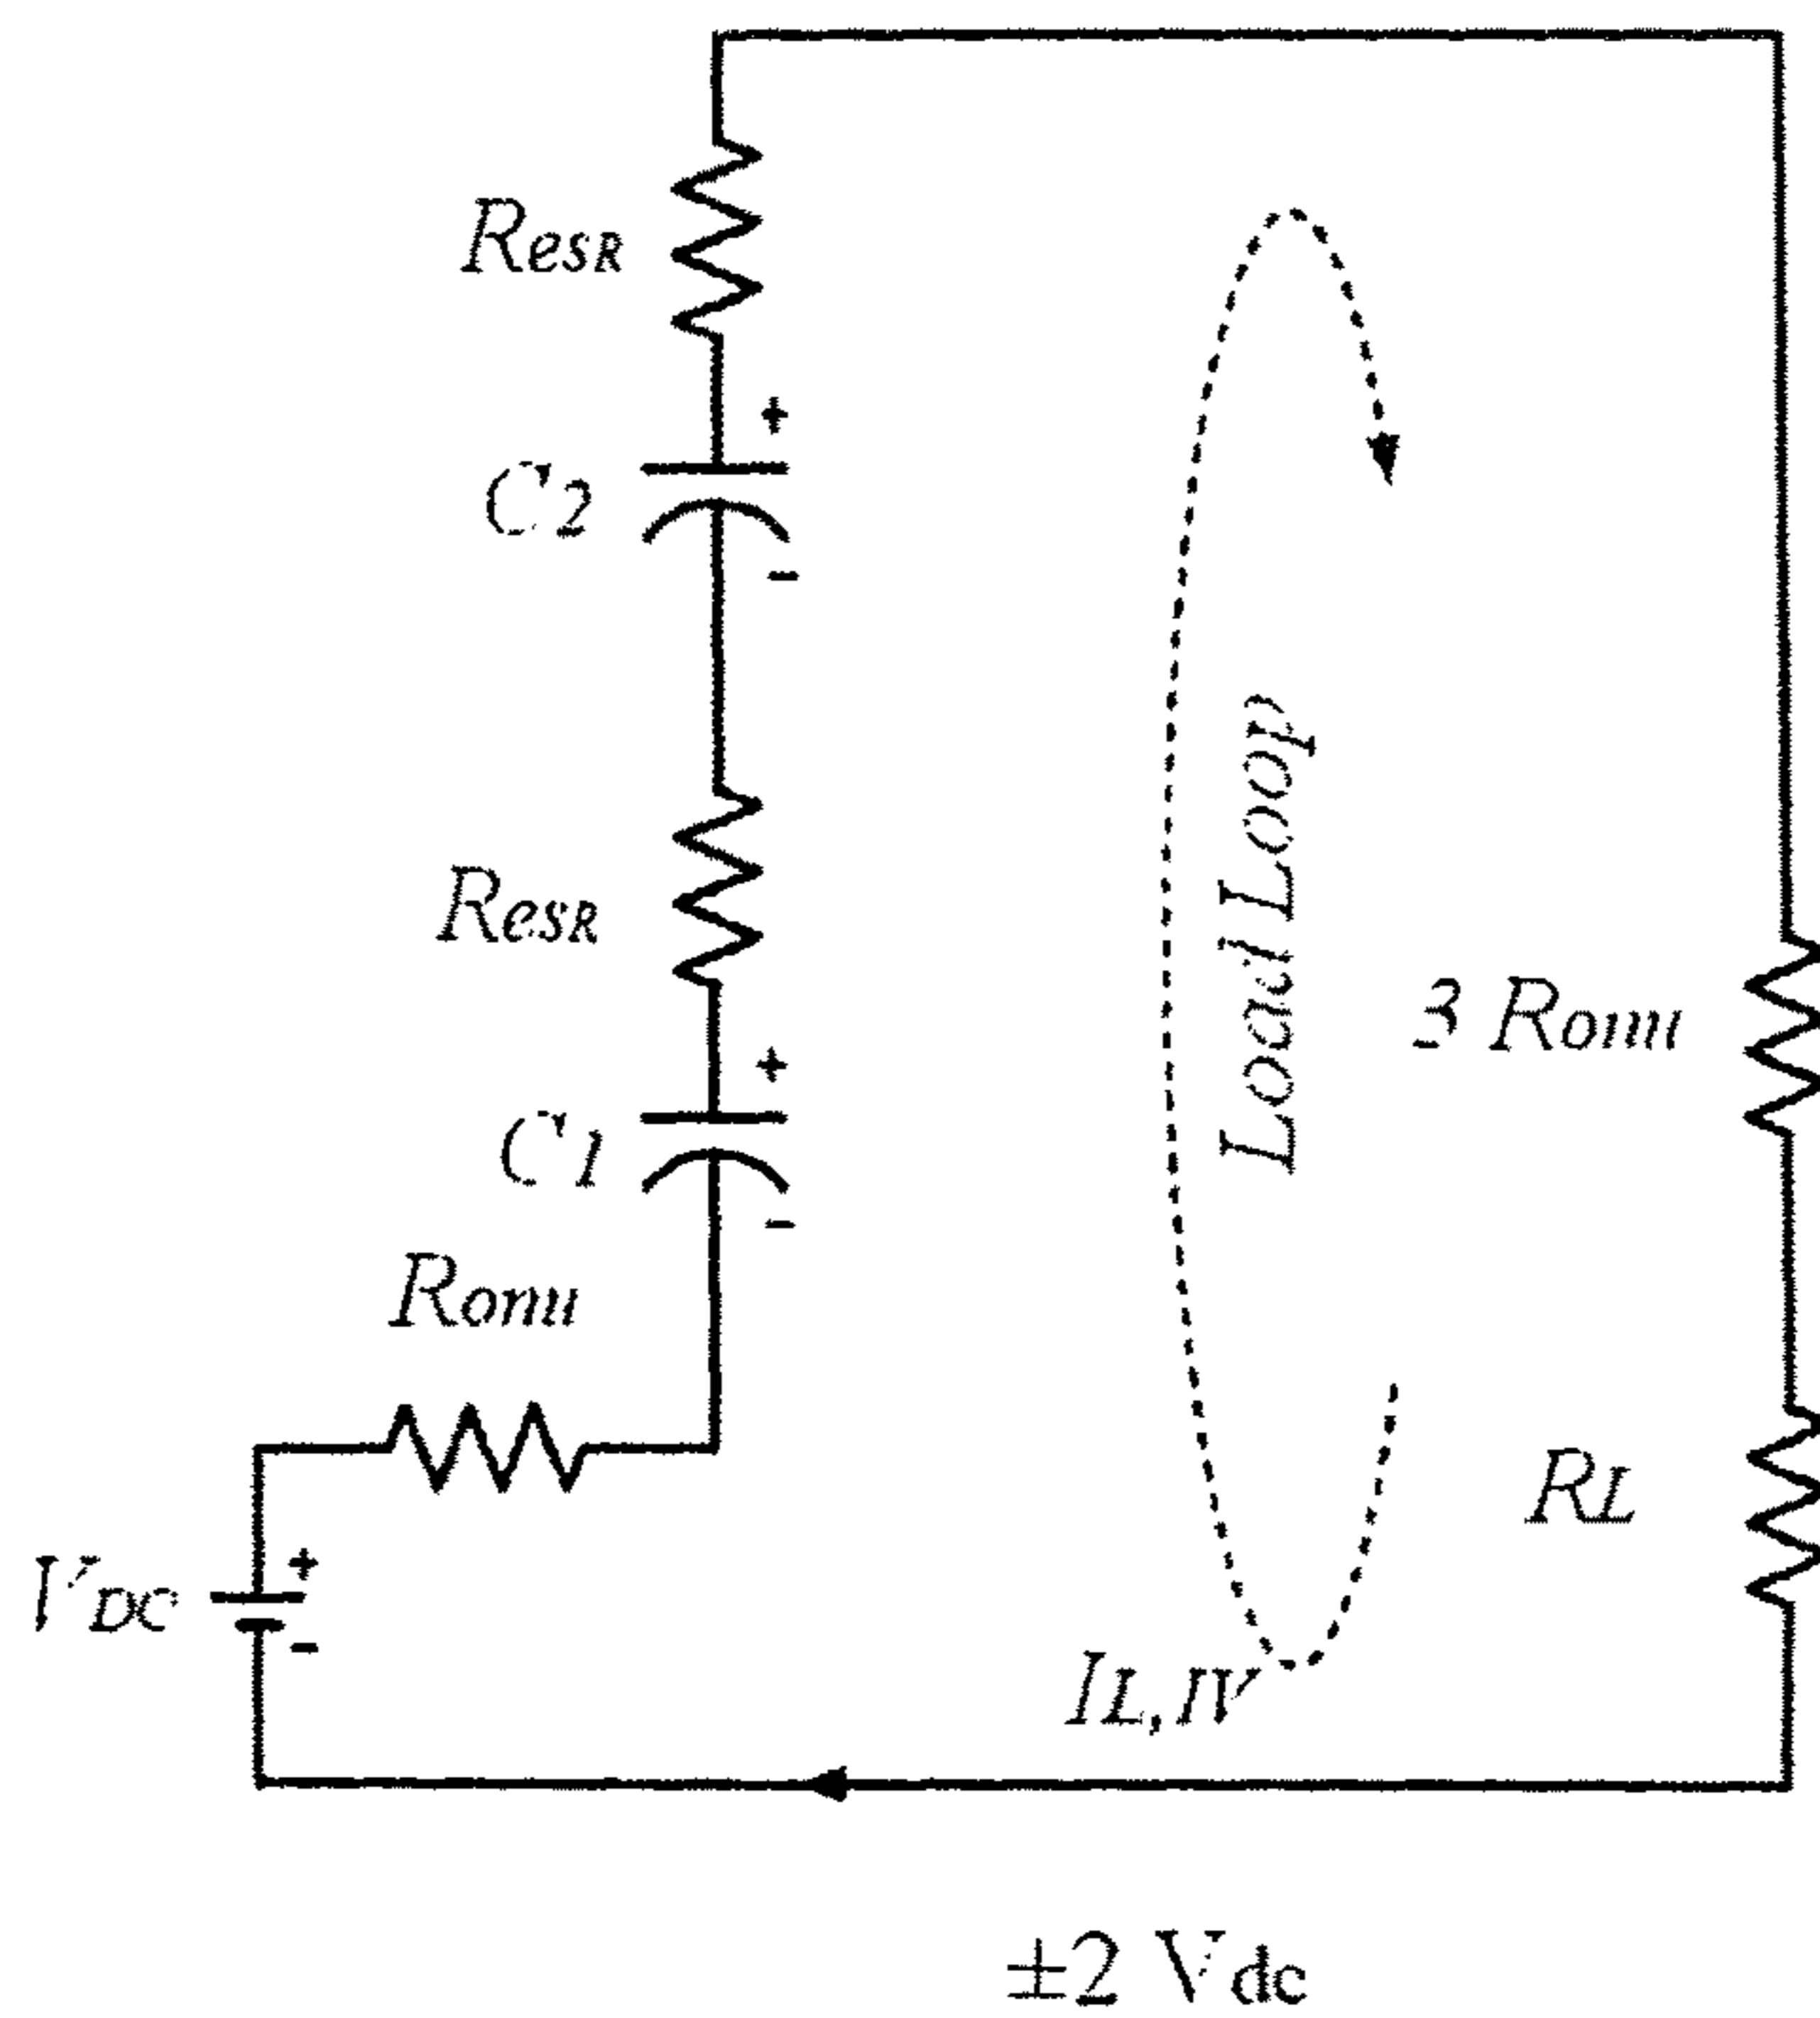 ResR
+
C2
-
ResR
Load Loop
3 Ronu
+
C1
-
Ronu
RL
VDC
+
-
IL,IV
±2 Vdc